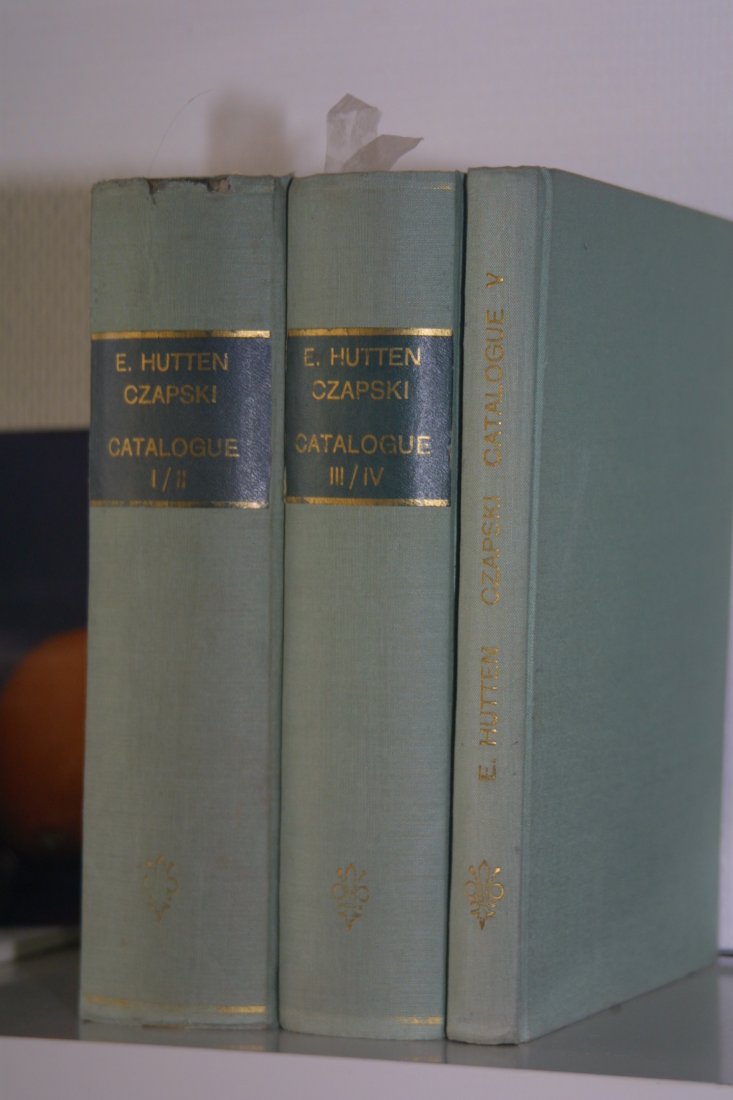 E. HUTTEN
CZAPSKI
CATALOGUE
I/II
E. HUTTEN
CZAPSKI
CATALOGUE
III/IV
E. HUTTEN CZAPSKI CATALOGUE V